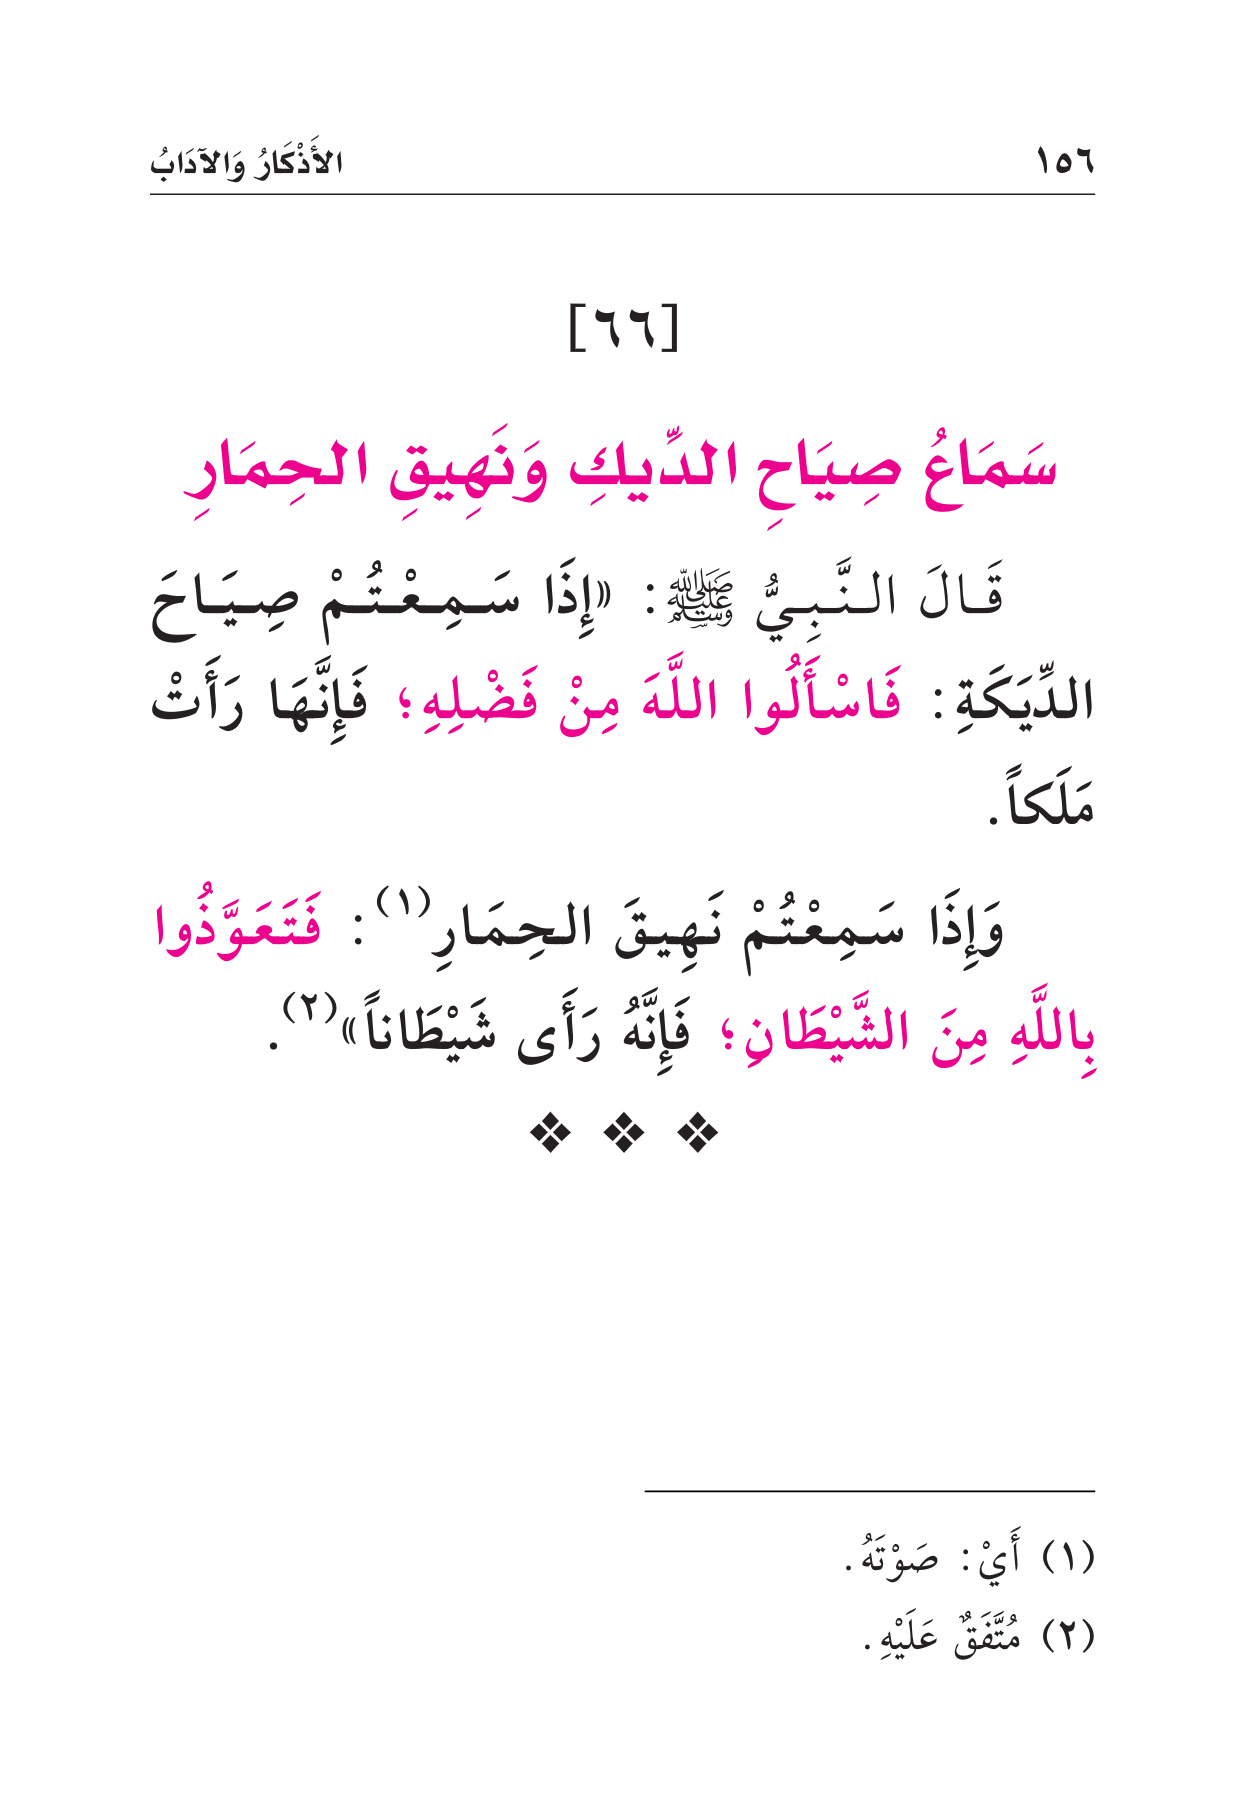 ١٥٦ الأَذْكَارُ وَالآدَابُ
[٦٦]
سَمَاعُ صِيَاحِ الدِّيكِ وَنَهِيقِ الحِمَارِ
قَالَ النَّبِيُّ ﷺ: «إِذَا سَمِعْتُمْ صِيَاحَ
الدِّيَكَةِ: فَاسْأَلُوا اللَّهَ مِنْ فَضْلِهِ؛ فَإِنَّهَا رَأَتْ
مَلَكاً.
وَإِذَا سَمِعْتُمْ نَهِيقَ الحِمَارِ(١): فَتَعَوَّذُوا
بِاللَّهِ مِنَ الشَّيْطَانِ؛ فَإِنَّهُ رَأَى شَيْطَاناً»(٢).
(١) أَيْ: صَوْتَهُ.
(٢) مُتَّفَقٌ عَلَيْهِ.